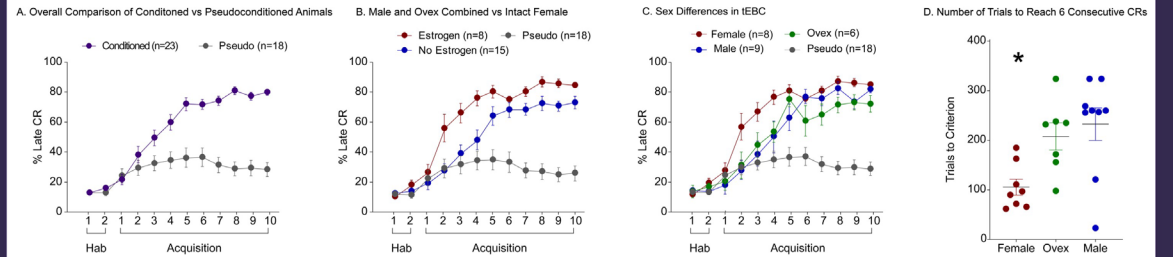 A. Overall Comparison of Conditoned vs Pseudoconditioned Animals
Conditioned (n=23)
Pseudo (n=18)
% Late CR
100
80
60
40
20
0
1 2 1 2 3 4 5 6 7 8 9 10
Hab
Acquisition
B. Male and Ovex Combined vs Intact Female
Estrogen (n=8)
Pseudo (n=18)
No Estrogen (n=15)
% Late CR
100
80
60
40
20
0
1 2 1 2 3 4 5 6 7 8 9 10
Hab
Acquisition
C. Sex Differences in tEBC
Female (n=8)
Ovex (n=6)
Male (n=9)
Pseudo (n=18)
% Late CR
100
80
60
40
20
0
1 2 1 2 3 4 5 6 7 8 9 10
Hab
Acquisition
D. Number of Trials to Reach 6 Consecutive CRs
Trials to Criterion
400
300
200
100
0
*
Female Ovex Male